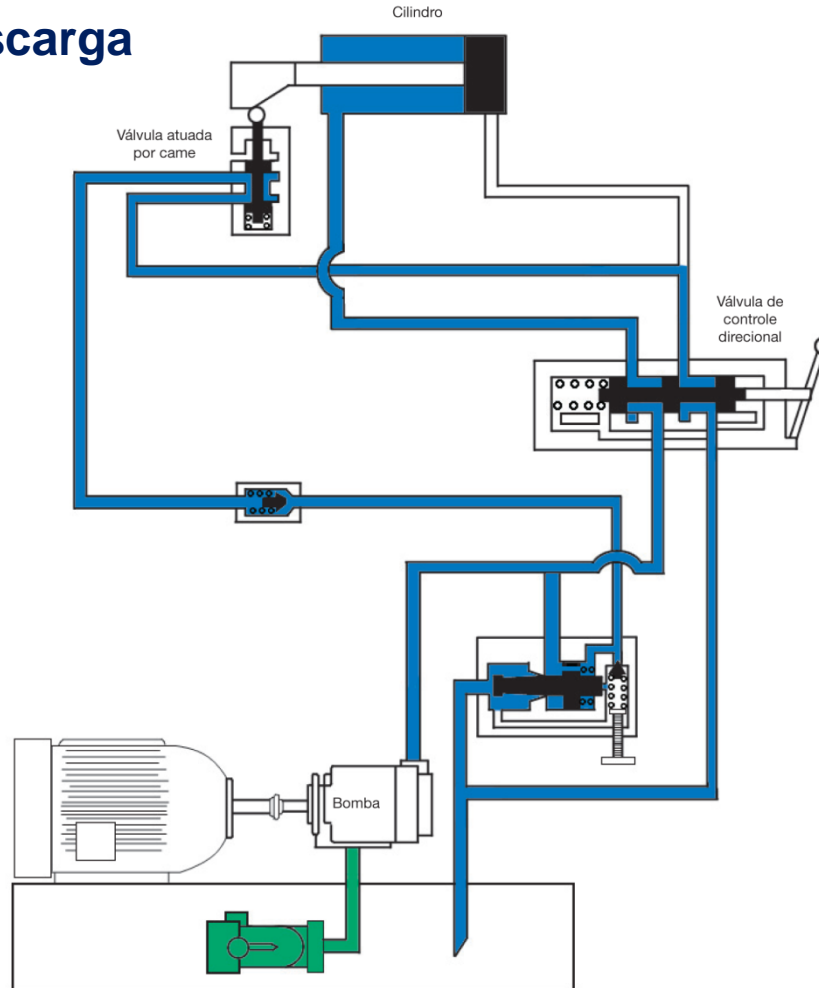 scarga
Cilindro
Válvula atuada
por came
Válvula de
controle
direcional
Bomba